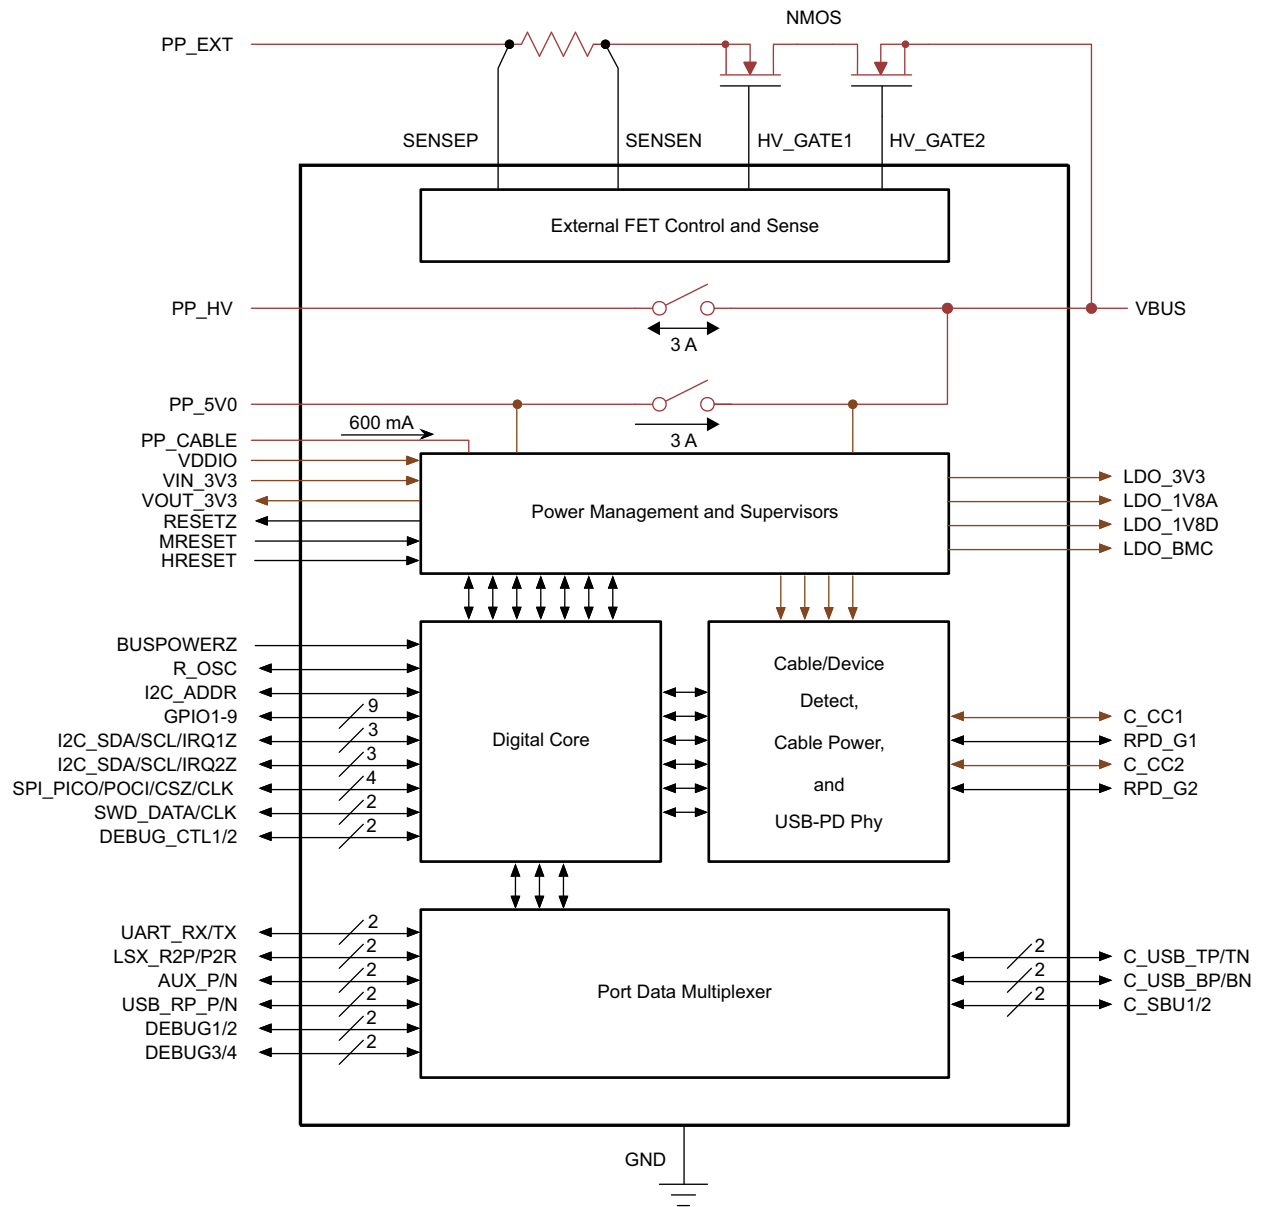 NMOS
PP_EXT
SENSEP
SENSEN
HV_GATE1
HV_GATE2
External FET Control and Sense
PP_HV
3 A
VBUS
PP_5V0
600 mA
3 A
PP_CABLE
VDDIO
VIN_3V3
VOUT_3V3
RESETZ
MRESET
HRESET
Power Management and Supervisors
LDO_3V3
LDO_1V8A
LDO_1V8D
LDO_BMC
BUSPOWERZ
R_OSC
I2C_ADDR
GPIO1-9
9
I2C_SDA/SCL/IRQ1Z
3
I2C_SDA/SCL/IRQ2Z
3
SPI_PICO/POCI/CSZ/CLK
4
SWD_DATA/CLK
2
DEBUG_CTL1/2
2
Digital Core
Cable/Device
Detect,
Cable Power,
and
USB-PD Phy
C_CC1
RPD_G1
C_CC2
RPD_G2
UART_RX/TX
2
LSX_R2P/P2R
2
AUX_P/N
2
USB_RP_P/N
2
DEBUG1/2
2
DEBUG3/4
2
Port Data Multiplexer
2
C_USB_TP/TN
2
C_USB_BP/BN
2
C_SBU1/2
GND